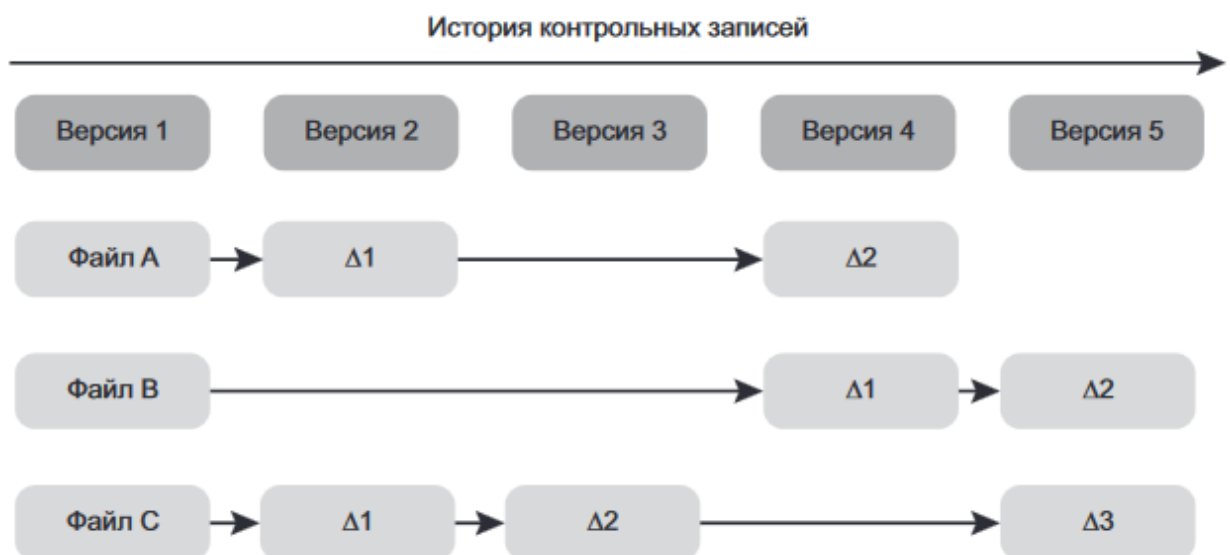 История контрольных записей
Версия 1 Версия 2 Версия 3 Версия 4 Версия 5
Файл A Δ1 Δ2
Файл B Δ1 Δ2
Файл C Δ1 Δ2 Δ3